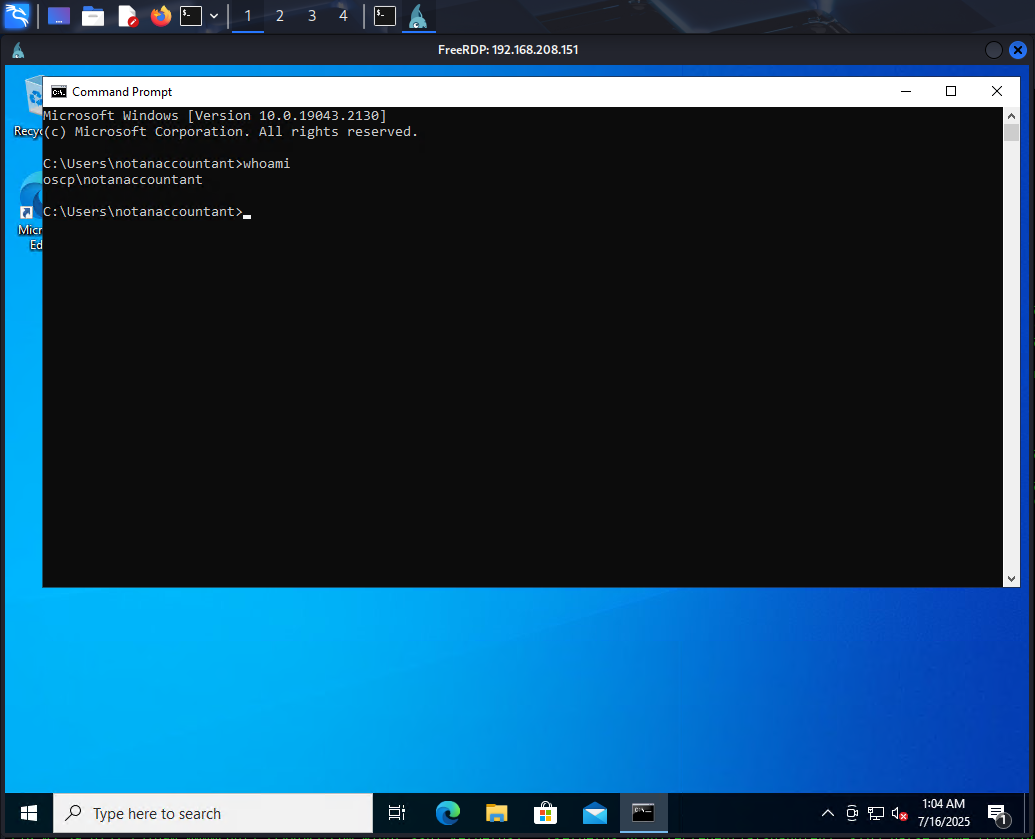 1 2 3 4
FreeRDP: 192.168.208.151
Command Prompt
Microsoft Windows [Version 10.0.19043.2130]
(c) Microsoft Corporation. All rights reserved.
C:\Users\notanaccountant>whoami
oscp\notanaccountant
C:\Users\notanaccountant>
Recyc
Micr
Ed
Type here to search
1:04 AM
7/16/2025
1